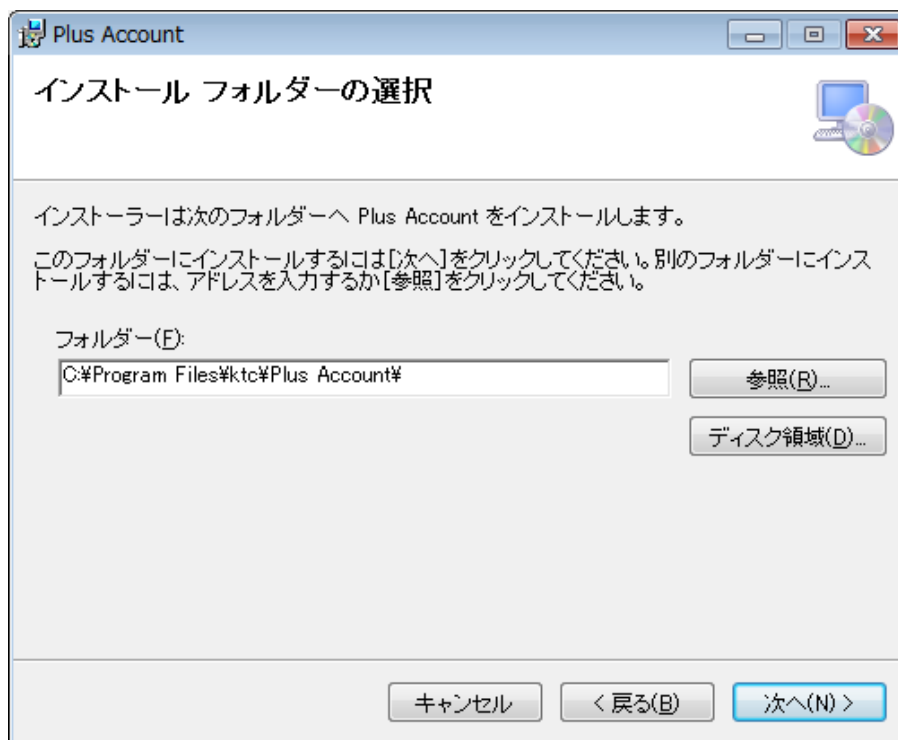 Plus Account
インストール フォルダーの選択
インストーラーは次のフォルダーへ Plus Account をインストールします。
このフォルダーにインストールするには[次へ]をクリックしてください。別のフォルダーにインス
トールするには、アドレスを入力するか[参照]をクリックしてください。
フォルダー(F):
C:¥Program Files¥ktc¥Plus Account¥
参照(R)...
ディスク領域(D)...
キャンセル
< 戻る(B)
次へ(N) >